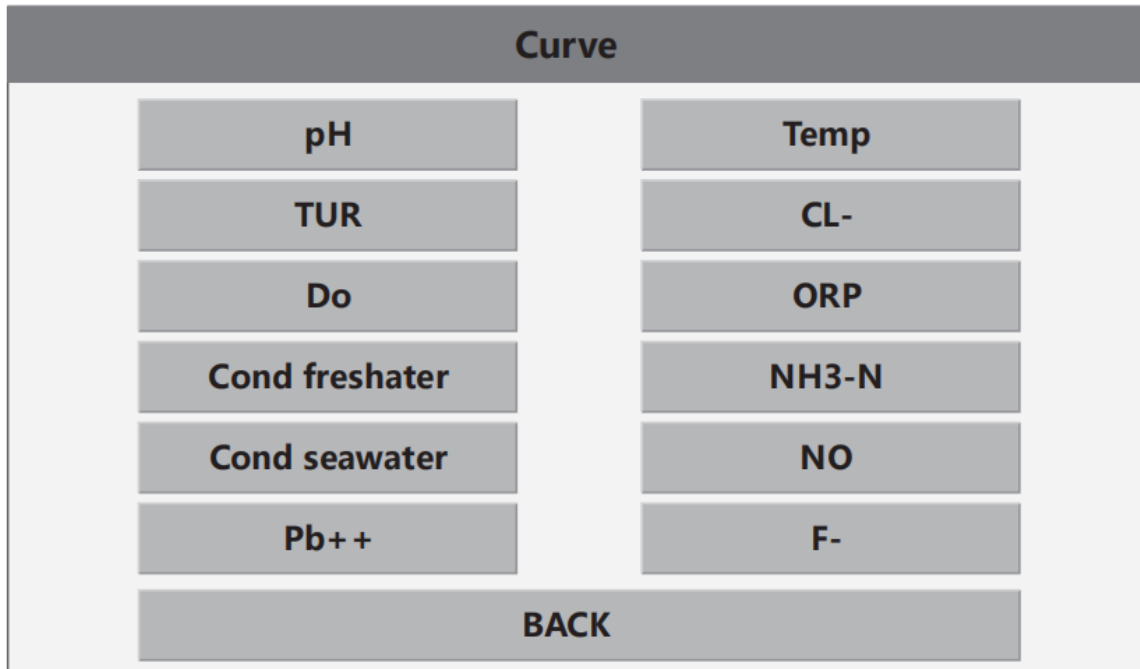 Curve
pH
Temp
TUR
CL-
Do
ORP
Cond freshater
NH3-N
Cond seawater
NO
Pb++
F-
BACK